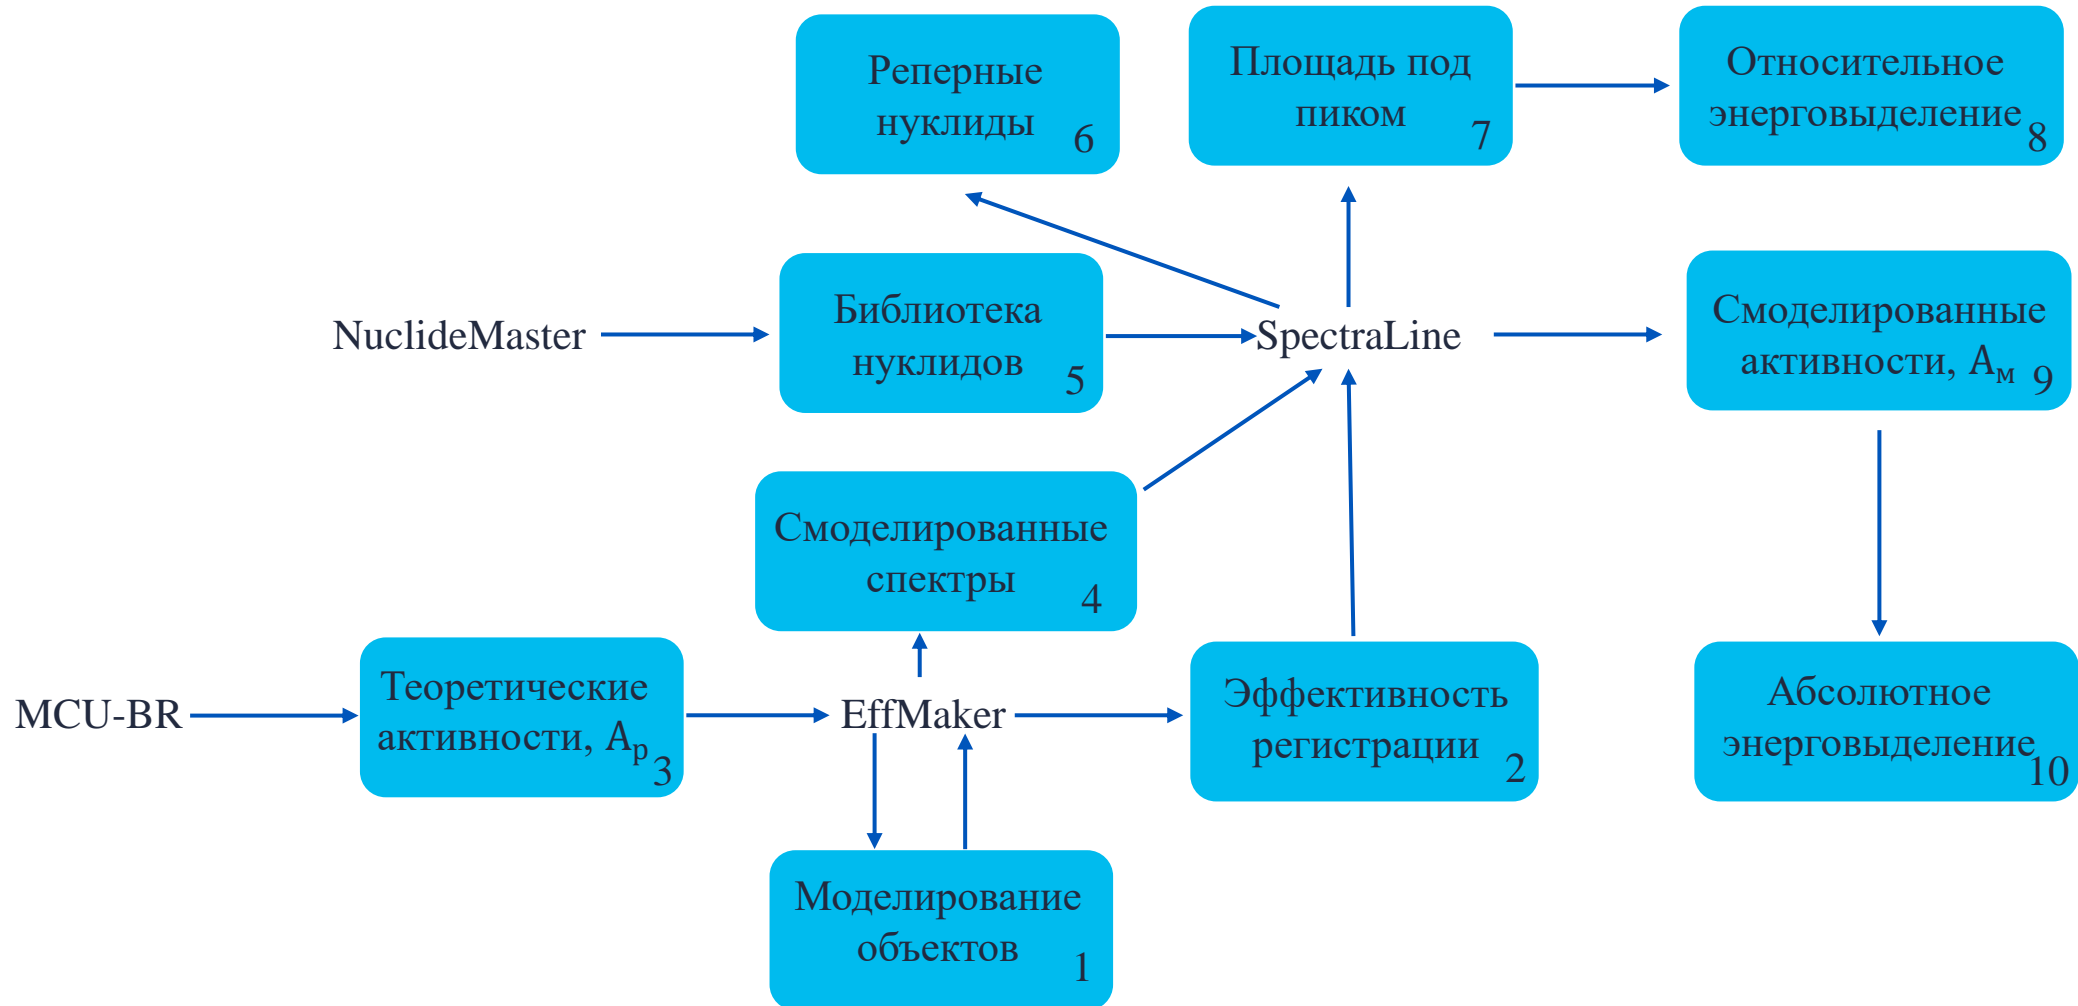 Реперные
нуклиды
6
Площадь под
пиком
7
Относительное
энерговыделение
8
NuclideMaster
Библиотека
нуклидов
5
SpectraLine
Смоделированные
активности, Aм
9
Смоделированные
спектры
4
MCU-BR
Теоретические
активности, Aр
3
EffMaker
Эффективность
регистрации
2
Абсолютное
энерговыделение
10
Моделирование
объектов
1